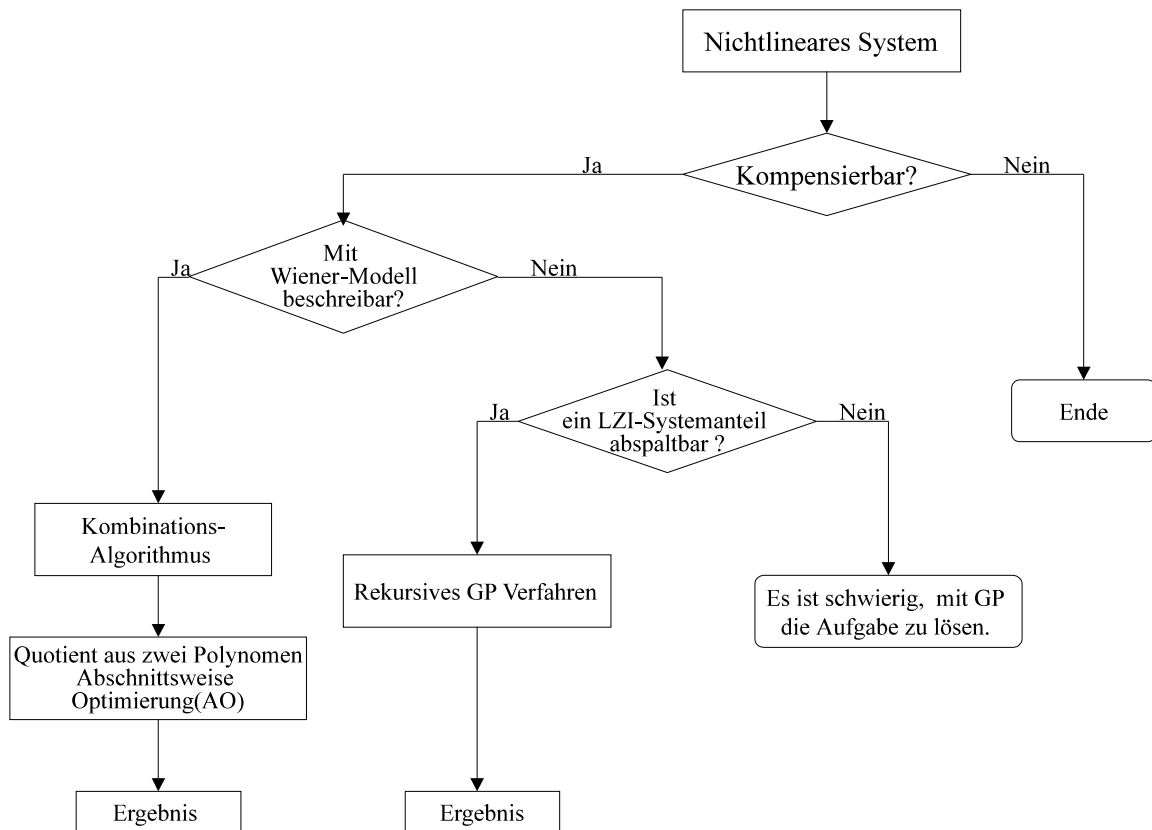 Nichtlineares System
Ja
Kompensierbar?
Nein
Mit
Wiener-Modell
beschreibar?
Ja
Nein
Ist
ein LZI-Systemanteil
abspaltbar ?
Ja
Nein
Ende
Kombinations-
Algorithmus
Rekursives GP Verfahren
Es ist schwierig, mit GP
die Aufgabe zu lösen.
Quotient aus zwei Polynomen
Abschnittsweise
Optimierung(AO)
Ergebnis
Ergebnis